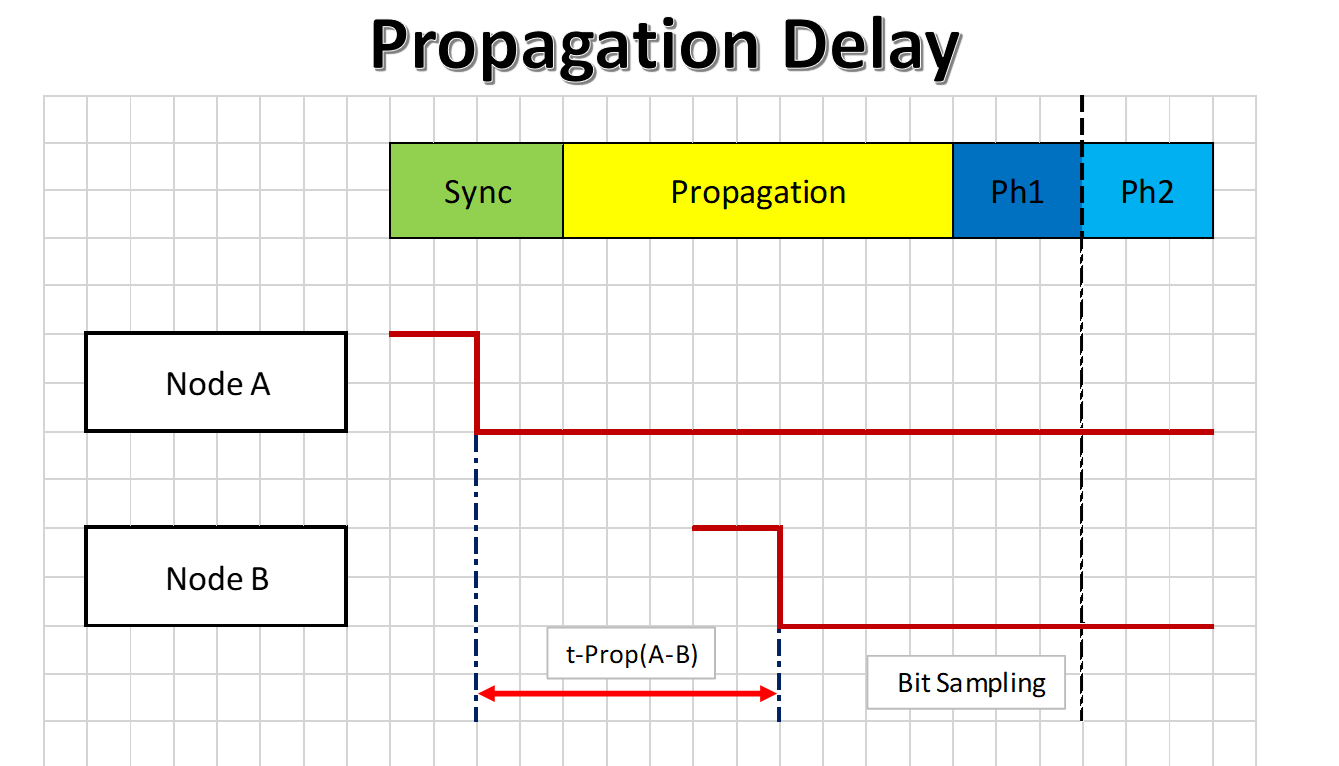 Propagation Delay
Sync
Propagation
Ph1
Ph2
Node A
Node B
t-Prop(A-B)
Bit Sampling